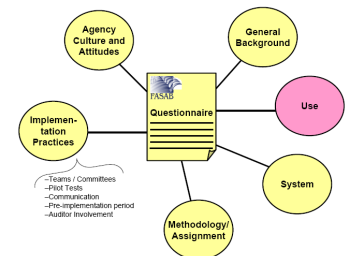 Agency
Culture and
Attitudes
General
Background
FASAB
Questionnaire
Use
Implemen-
tation
Practices
–Teams / Committees
–Pilot Tests
–Communication
–Pre-implementation period
–Auditor Involvement
System
Methodology/
Assignment